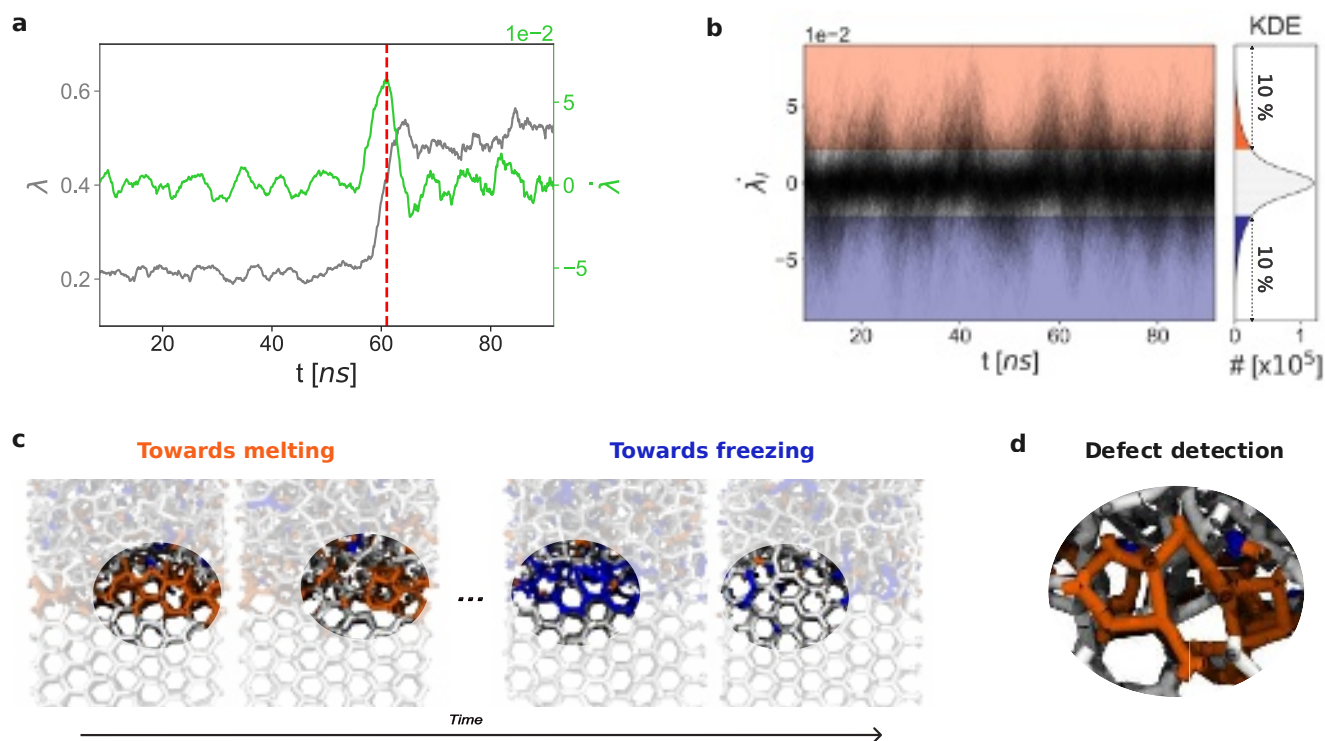 a
1e−2
0.6
0.4
0.2
λ
5
0
−5
λ̇
20
40
60
80
t [ns]
b
1e−2
5
0
−5
λ̇ᵢ
20
40
60
80
t [ns]
KDE
10 %
10 %
0
1
# [x10⁵]
c
Towards melting
Towards freezing
...
Time
d
Defect detection